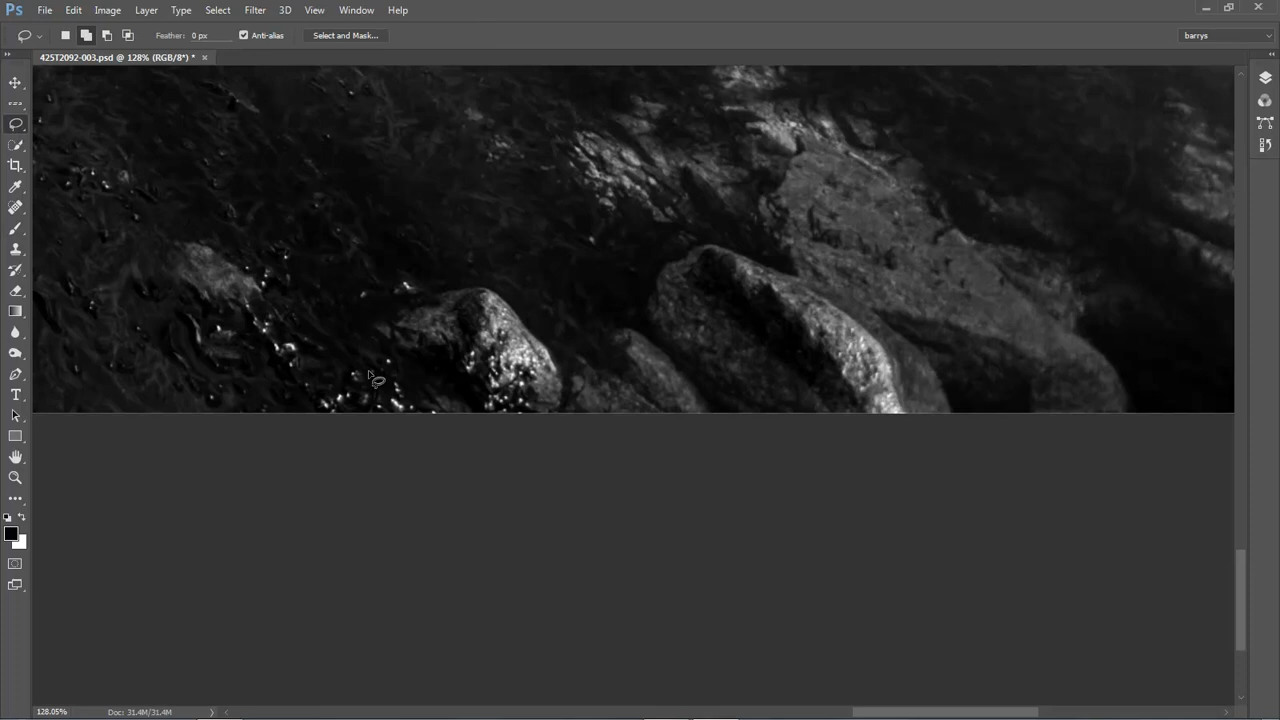 Ps File Edit Image Layer Type Select Filter 3D View Window Help
Feather: 0 px Anti-alias Select and Mask... barrys
425T2092-003.psd @ 128% (RGB/8*) *
T
128.05% Doc: 31.4M/31.4M